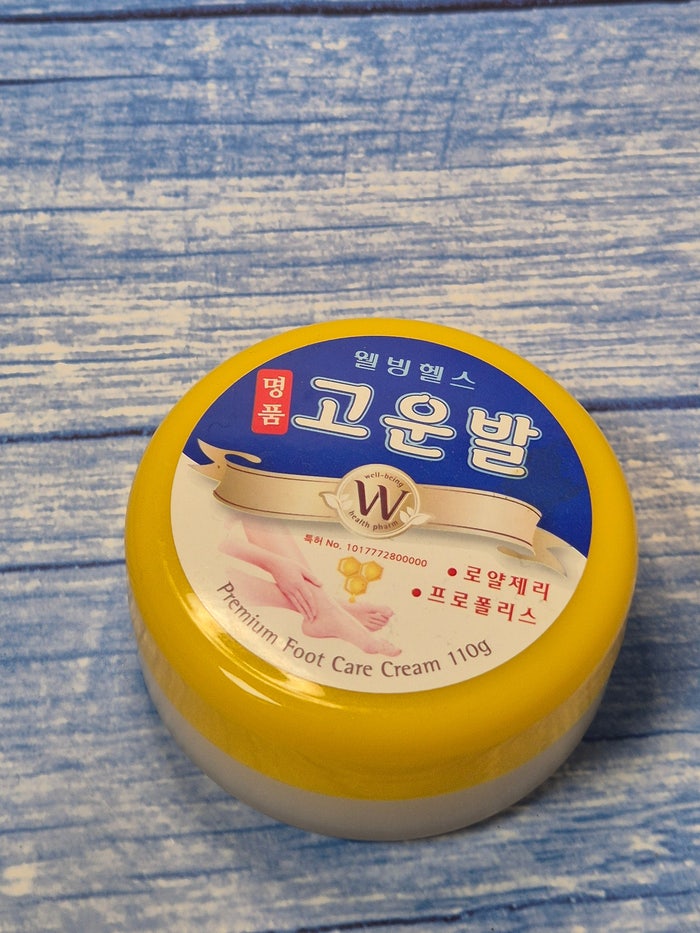 웰빙헬스
명품
고운발
well-being
W
health pharm
특허 No. 1017772800000
• 로얄제리
• 프로폴리스
Premium Foot Care Cream 110g